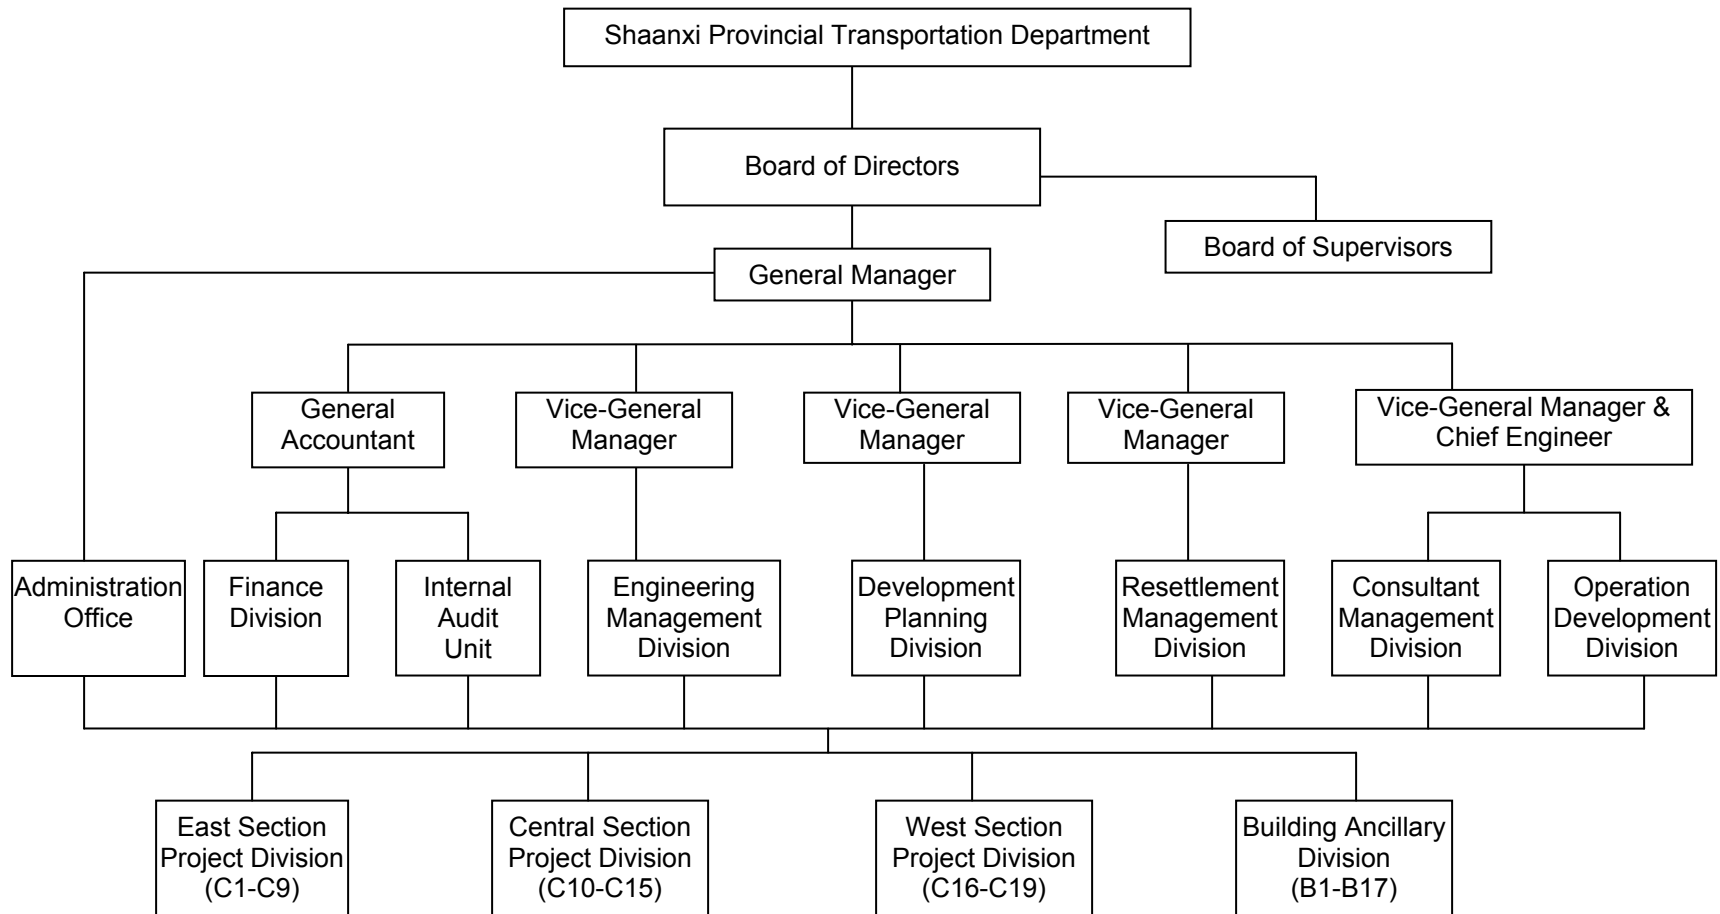 Shaanxi Provincial Transportation Department
Board of Directors
Board of Supervisors
General Manager
General
Accountant
Vice-General
Manager
Vice-General
Manager
Vice-General
Manager
Vice-General Manager &
Chief Engineer
Administration
Office
Finance
Division
Internal
Audit
Unit
Engineering
Management
Division
Development
Planning
Division
Resettlement
Management
Division
Consultant
Management
Division
Operation
Development
Division
East Section
Project Division
(C1-C9)
Central Section
Project Division
(C10-C15)
West Section
Project Division
(C16-C19)
Building Ancillary
Division
(B1-B17)